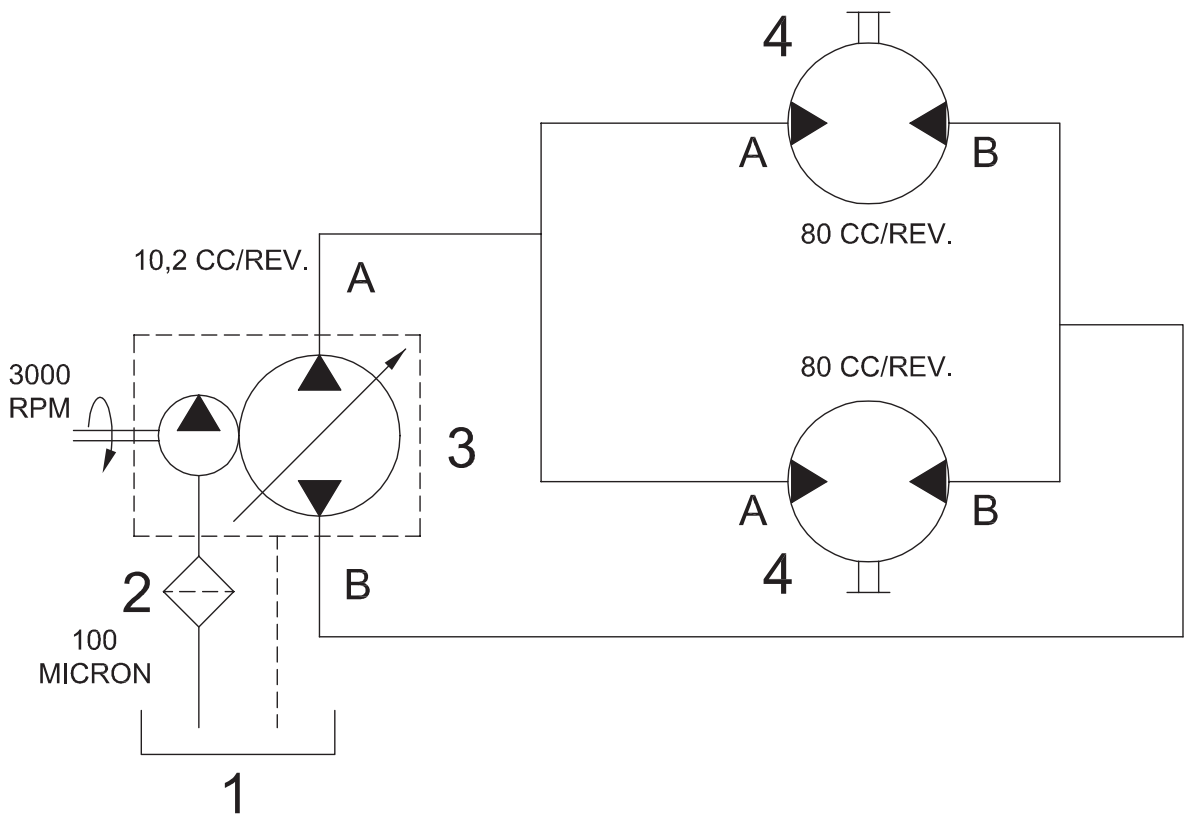 4
A
B
80 CC/REV.
10,2 CC/REV.
A
3000
RPM
3
80 CC/REV.
A
B
4
2
B
100
MICRON
1